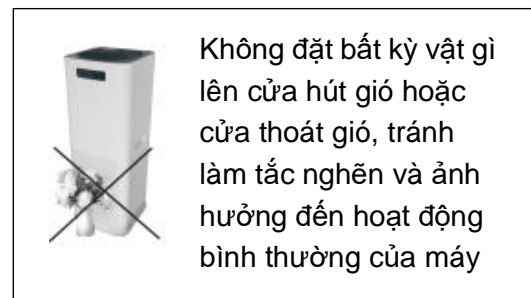 Không đặt bất kỳ vật gì
lên cửa hút gió hoặc
cửa thoát gió, tránh
làm tắc nghẽn và ảnh
hưởng đến hoạt động
bình thường của máy